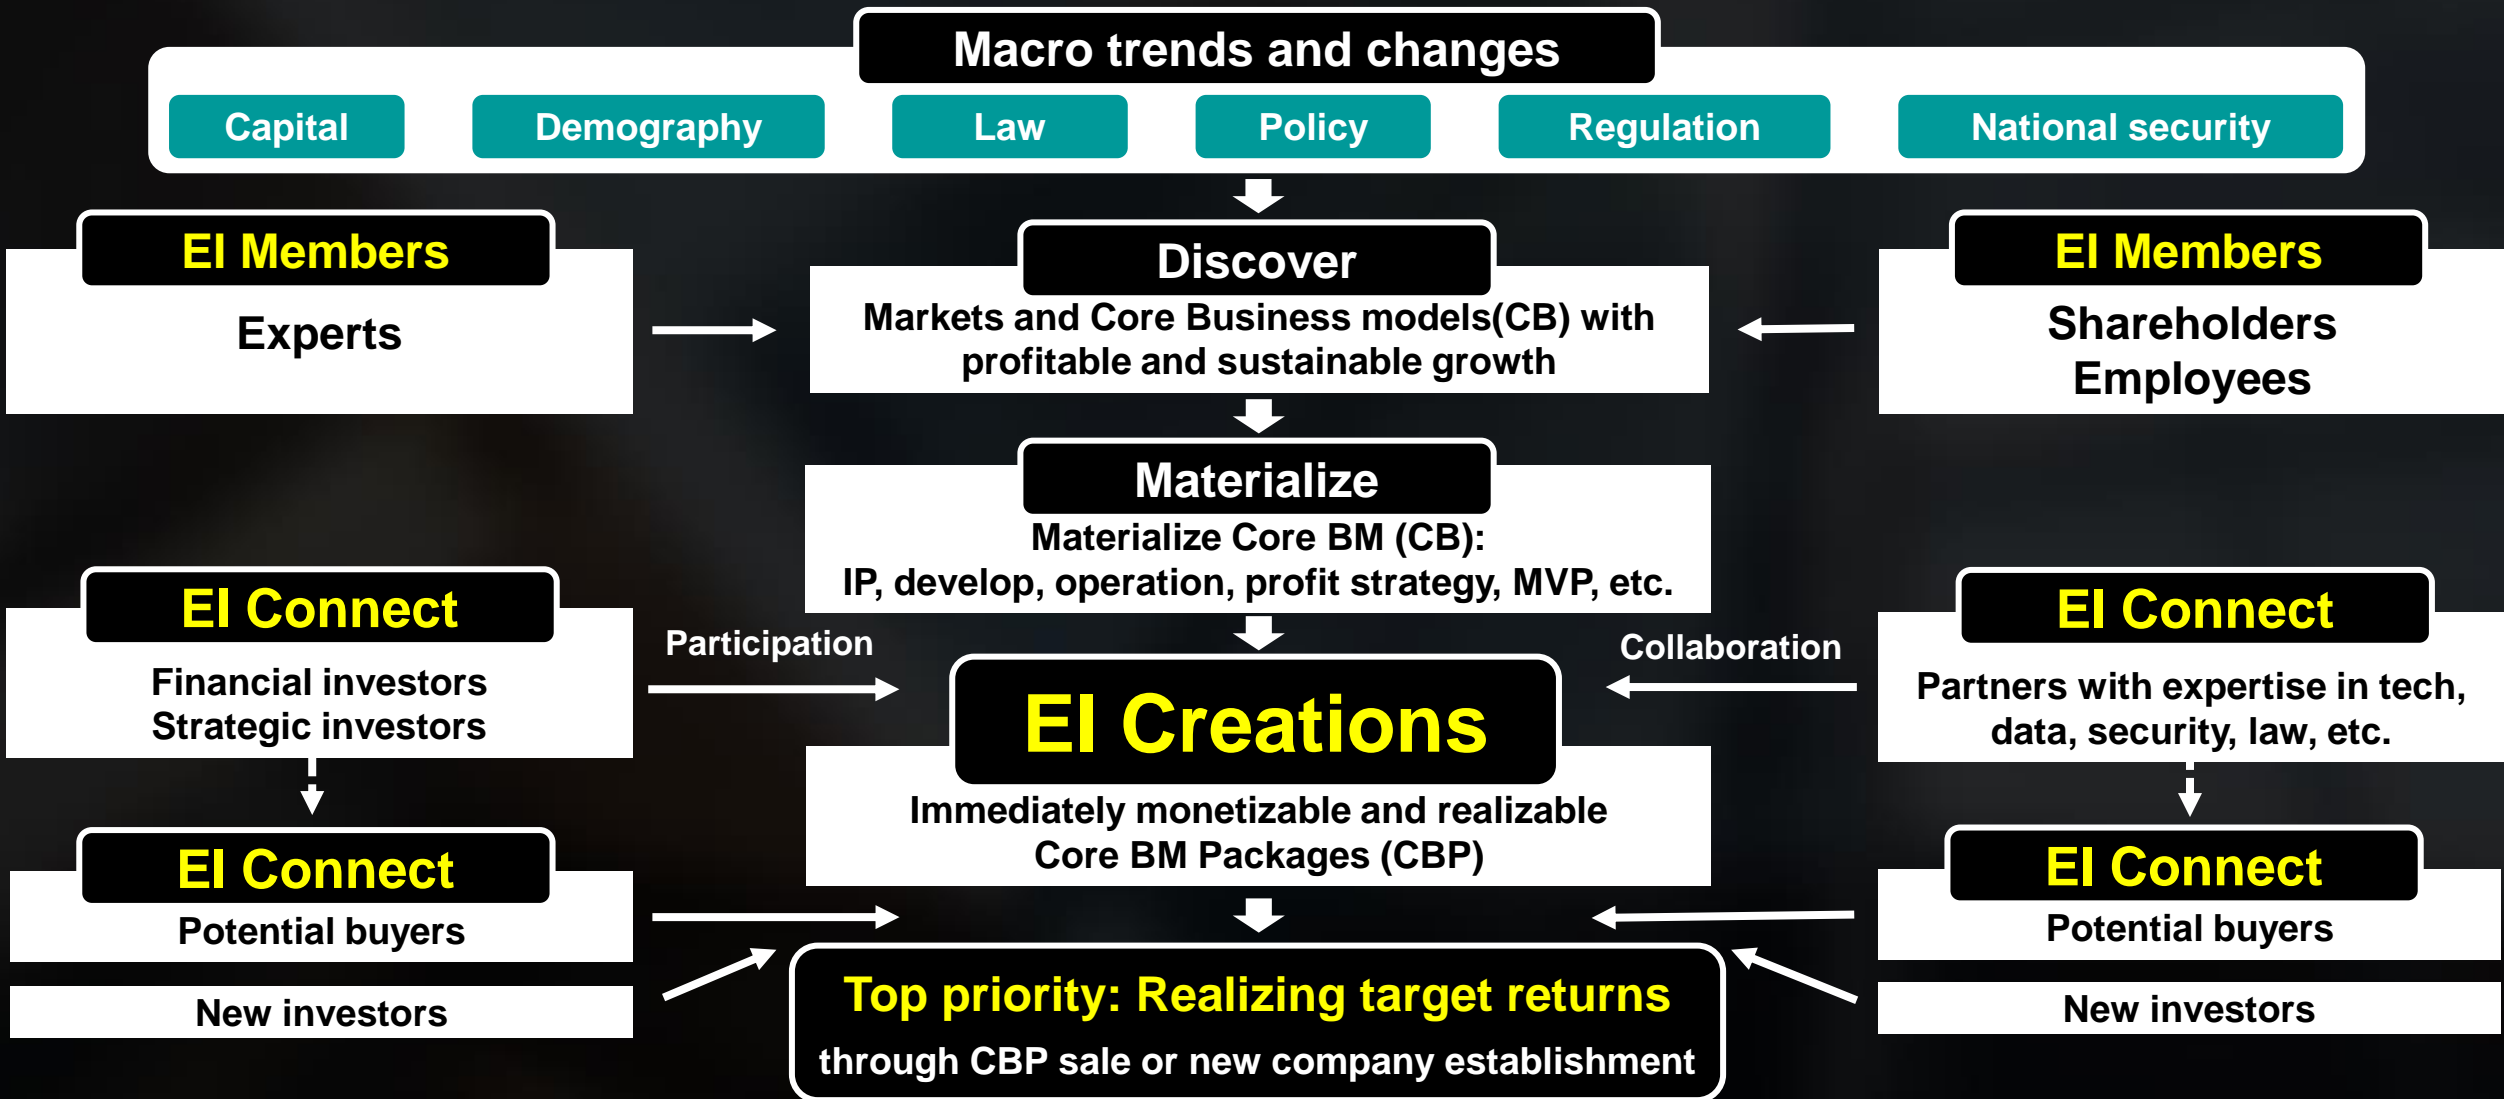 Macro trends and changes
Capital
Demography
Law
Policy
Regulation
National security
EI Members
Experts
Discover
Markets and Core Business models(CB) with
profitable and sustainable growth
EI Members
Shareholders
Employees
Materialize
Materialize Core BM (CB):
IP, develop, operation, profit strategy, MVP, etc.
EI Connect
Financial investors
Strategic investors
Participation
EI Creations
Immediately monetizable and realizable
Core BM Packages (CBP)
Collaboration
EI Connect
Partners with expertise in tech,
data, security, law, etc.
EI Connect
Potential buyers
New investors
Top priority: Realizing target returns
through CBP sale or new company establishment
EI Connect
Potential buyers
New investors